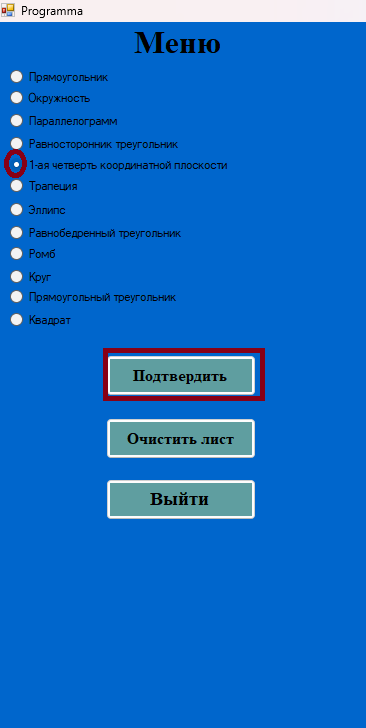 Programma
Меню
Прямоугольник
Окружность
Параллелограмм
Равносторонник треугольник
1-ая четверть координатной плоскости
Трапеция
Эллипс
Равнобедренный треугольник
Ромб
Круг
Прямоугольный треугольник
Квадрат
Подтвердить
Очистить лист
Выйти